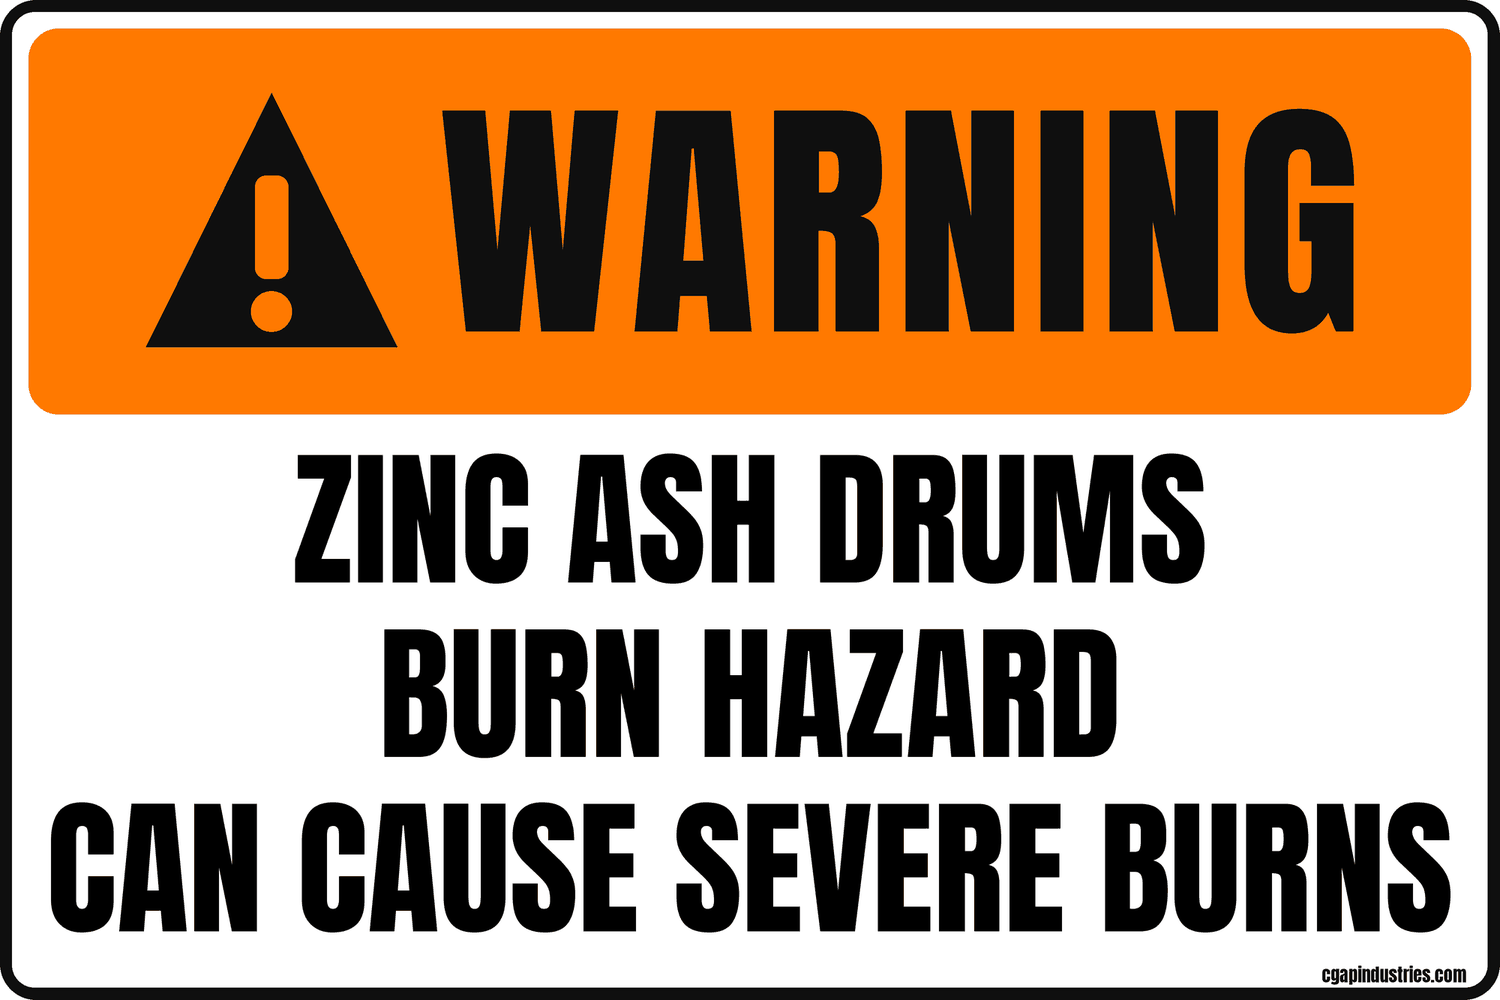 WARNING
ZINC ASH DRUMS
BURN HAZARD
CAN CAUSE SEVERE BURNS
cgapindustries.com